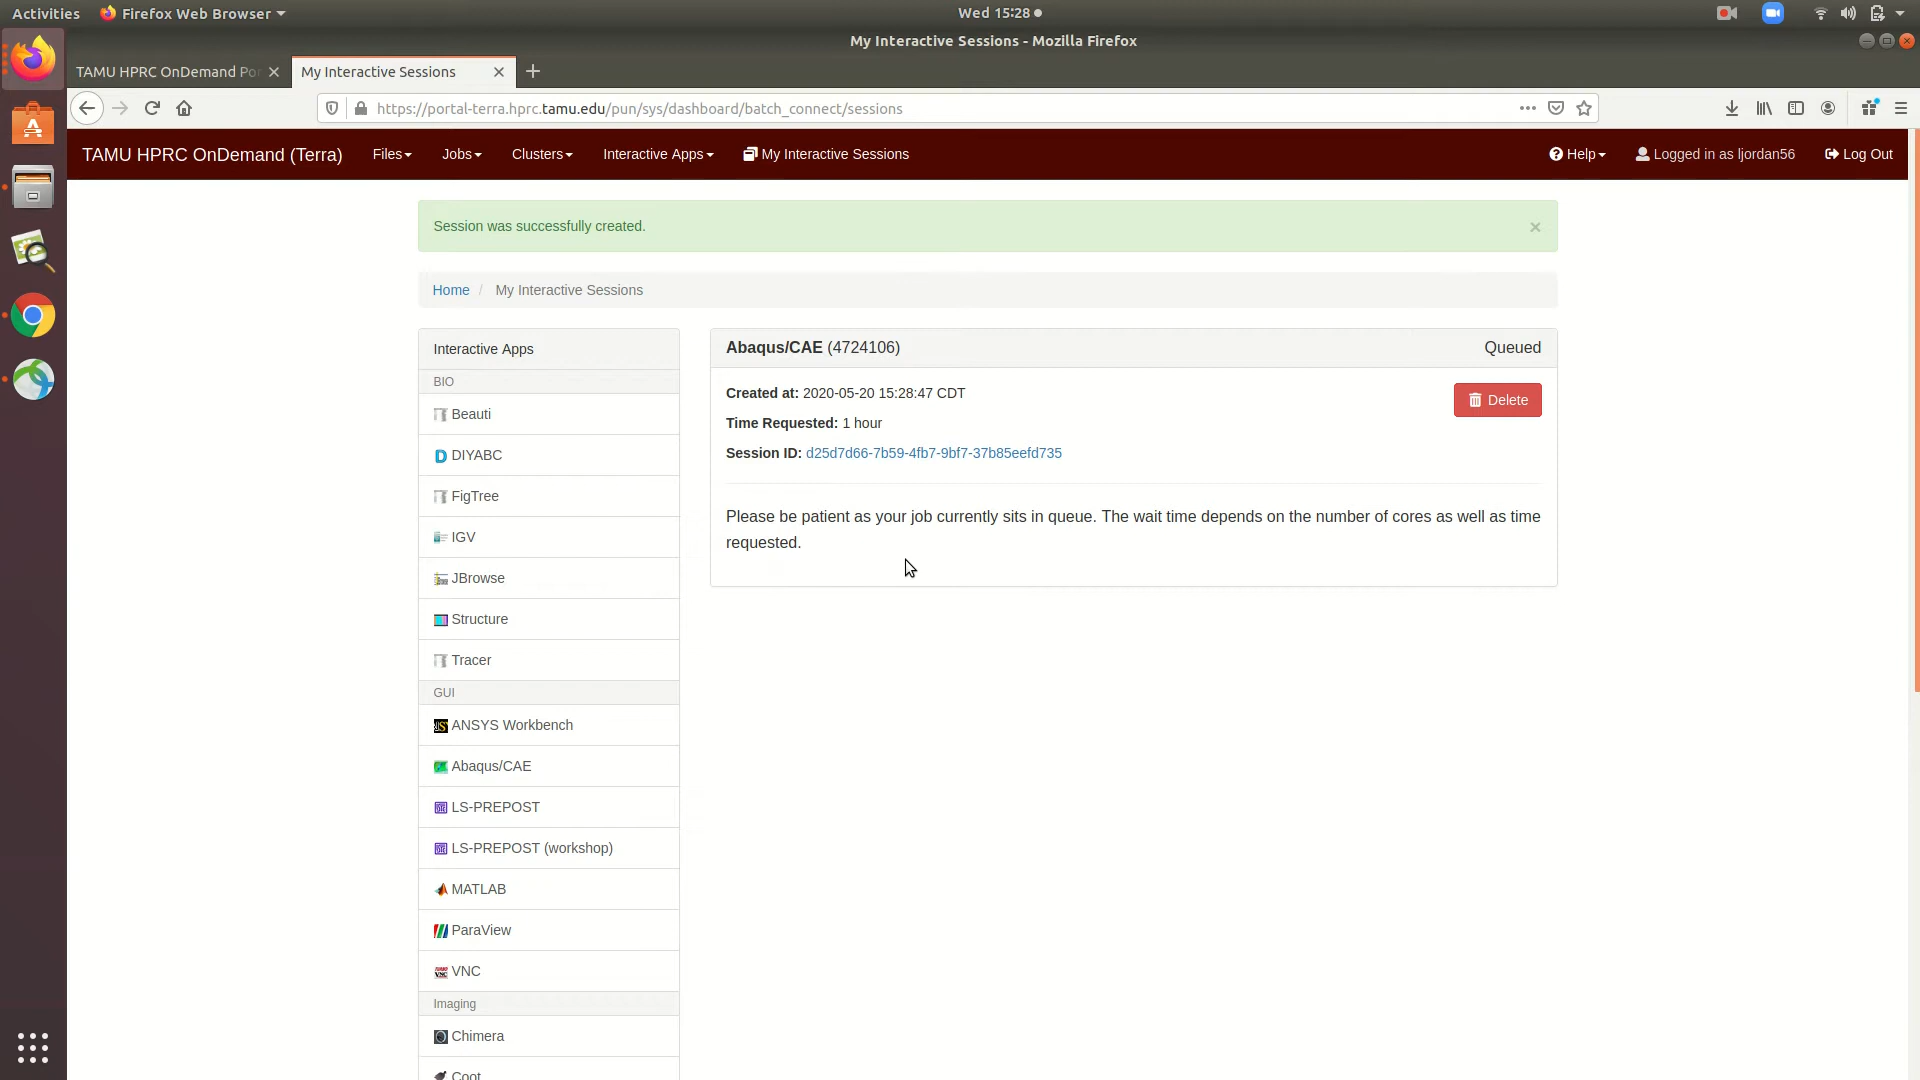 Activities Firefox Web Browser Wed 15:28
My Interactive Sessions - Mozilla Firefox
TAMU HPRC OnDemand Por My Interactive Sessions
https://portal-terra.hprc.tamu.edu/pun/sys/dashboard/batch_connect/sessions
TAMU HPRC OnDemand (Terra) Files Jobs Clusters Interactive Apps My Interactive Sessions Help Logged in as ljordan56 Log Out
Session was successfully created. ×
Home / My Interactive Sessions
Interactive Apps
BIO
Beauti
DIYABC
FigTree
IGV
JBrowse
Structure
Tracer
GUI
ANSYS Workbench
Abaqus/CAE
LS-PREPOST
LS-PREPOST (workshop)
MATLAB
ParaView
VNC
Imaging
Chimera
Coot
Abaqus/CAE (4724106) Queued
Created at: 2020-05-20 15:28:47 CDT
Delete
Time Requested: 1 hour
Session ID: d25d7d66-7b59-4fb7-9bf7-37b85eefd735
Please be patient as your job currently sits in queue. The wait time depends on the number of cores as well as time
requested.